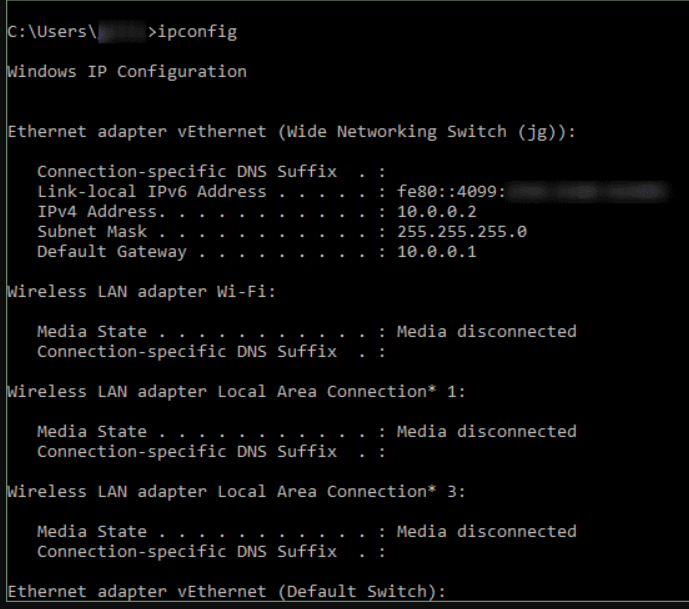 C:\Users\ >ipconfig
Windows IP Configuration
Ethernet adapter vEthernet (Wide Networking Switch (jg)):
Connection-specific DNS Suffix . :
Link-local IPv6 Address . . . . . : fe80::4099:
IPv4 Address. . . . . . . . . . . : 10.0.0.2
Subnet Mask . . . . . . . . . . . : 255.255.255.0
Default Gateway . . . . . . . . . : 10.0.0.1
Wireless LAN adapter Wi-Fi:
Media State . . . . . . . . . . . : Media disconnected
Connection-specific DNS Suffix . :
Wireless LAN adapter Local Area Connection* 1:
Media State . . . . . . . . . . . : Media disconnected
Connection-specific DNS Suffix . :
Wireless LAN adapter Local Area Connection* 3:
Media State . . . . . . . . . . . : Media disconnected
Connection-specific DNS Suffix . :
Ethernet adapter vEthernet (Default Switch):